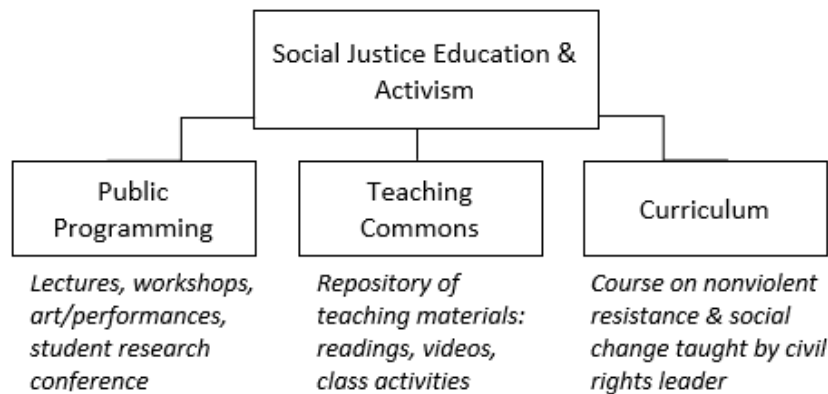 Social Justice Education &
Activism
Public
Programming
Lectures, workshops,
art/performances,
student research
conference
Teaching
Commons
Repository of
teaching materials:
readings, videos,
class activities
Curriculum
Course on nonviolent
resistance & social
change taught by civil
rights leader